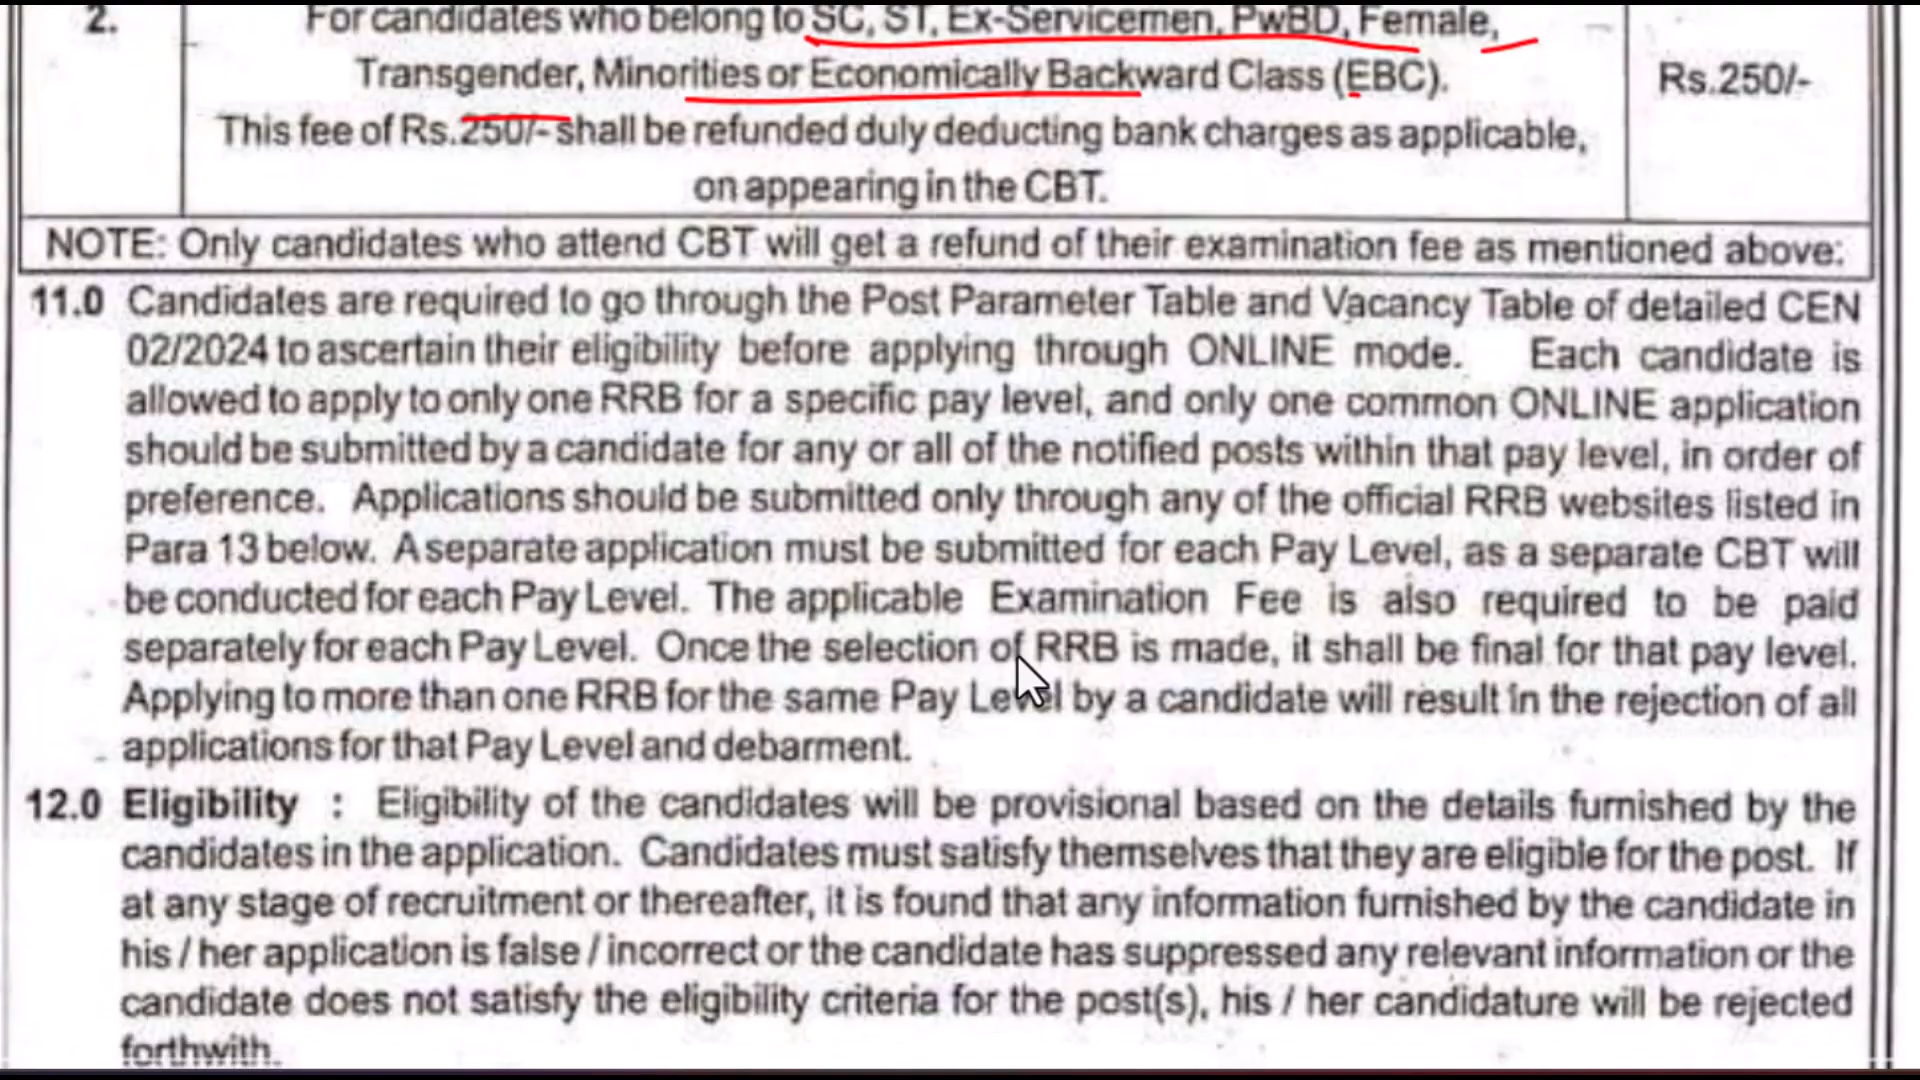 2. For candidates who belong to SC, ST, Ex-Servicemen, PwBD, Female,
Transgender, Minorities or Economically Backward Class (EBC). Rs.250/-
This fee of Rs.250/- shall be refunded duly deducting bank charges as applicable,
on appearing in the CBT.
NOTE: Only candidates who attend CBT will get a refund of their examination fee as mentioned above:
11.0 Candidates are required to go through the Post Parameter Table and Vacancy Table of detailed CEN
02/2024 to ascertain their eligibility before applying through ONLINE mode. Each candidate is
allowed to apply to only one RRB for a specific pay level, and only one common ONLINE application
should be submitted by a candidate for any or all of the notified posts within that pay level, in order of
preference. Applications should be submitted only through any of the official RRB websites listed in
Para 13 below. A separate application must be submitted for each Pay Level, as a separate CBT will
be conducted for each Pay Level. The applicable Examination Fee is also required to be paid
separately for each Pay Level. Once the selection of RRB is made, it shall be final for that pay level.
Applying to more than one RRB for the same Pay Level by a candidate will result in the rejection of all
applications for that Pay Level and debarment.
12.0 Eligibility : Eligibility of the candidates will be provisional based on the details furnished by the
candidates in the application. Candidates must satisfy themselves that they are eligible for the post. If
at any stage of recruitment or thereafter, it is found that any information furnished by the candidate in
his / her application is false / incorrect or the candidate has suppressed any relevant information or the
candidate does not satisfy the eligibility criteria for the post(s), his / her candidature will be rejected
forthwith.